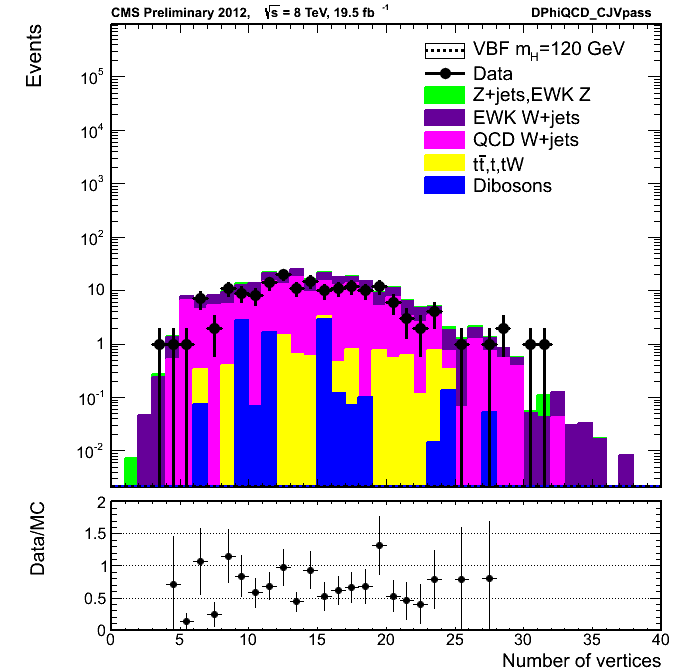 CMS Preliminary 2012, √s = 8 TeV, 19.5 fb⁻¹ DPhiQCD_CJVpass
Events
VBF m_H=120 GeV
Data
Z+jets,EWK Z
EWK W+jets
QCD W+jets
tt̄,t,tW
Dibosons
10⁵
10⁴
10³
10²
10
1
10⁻¹
10⁻²
Data/MC
2
1.5
1
0.5
0
0 5 10 15 20 25 30 35 40
Number of vertices